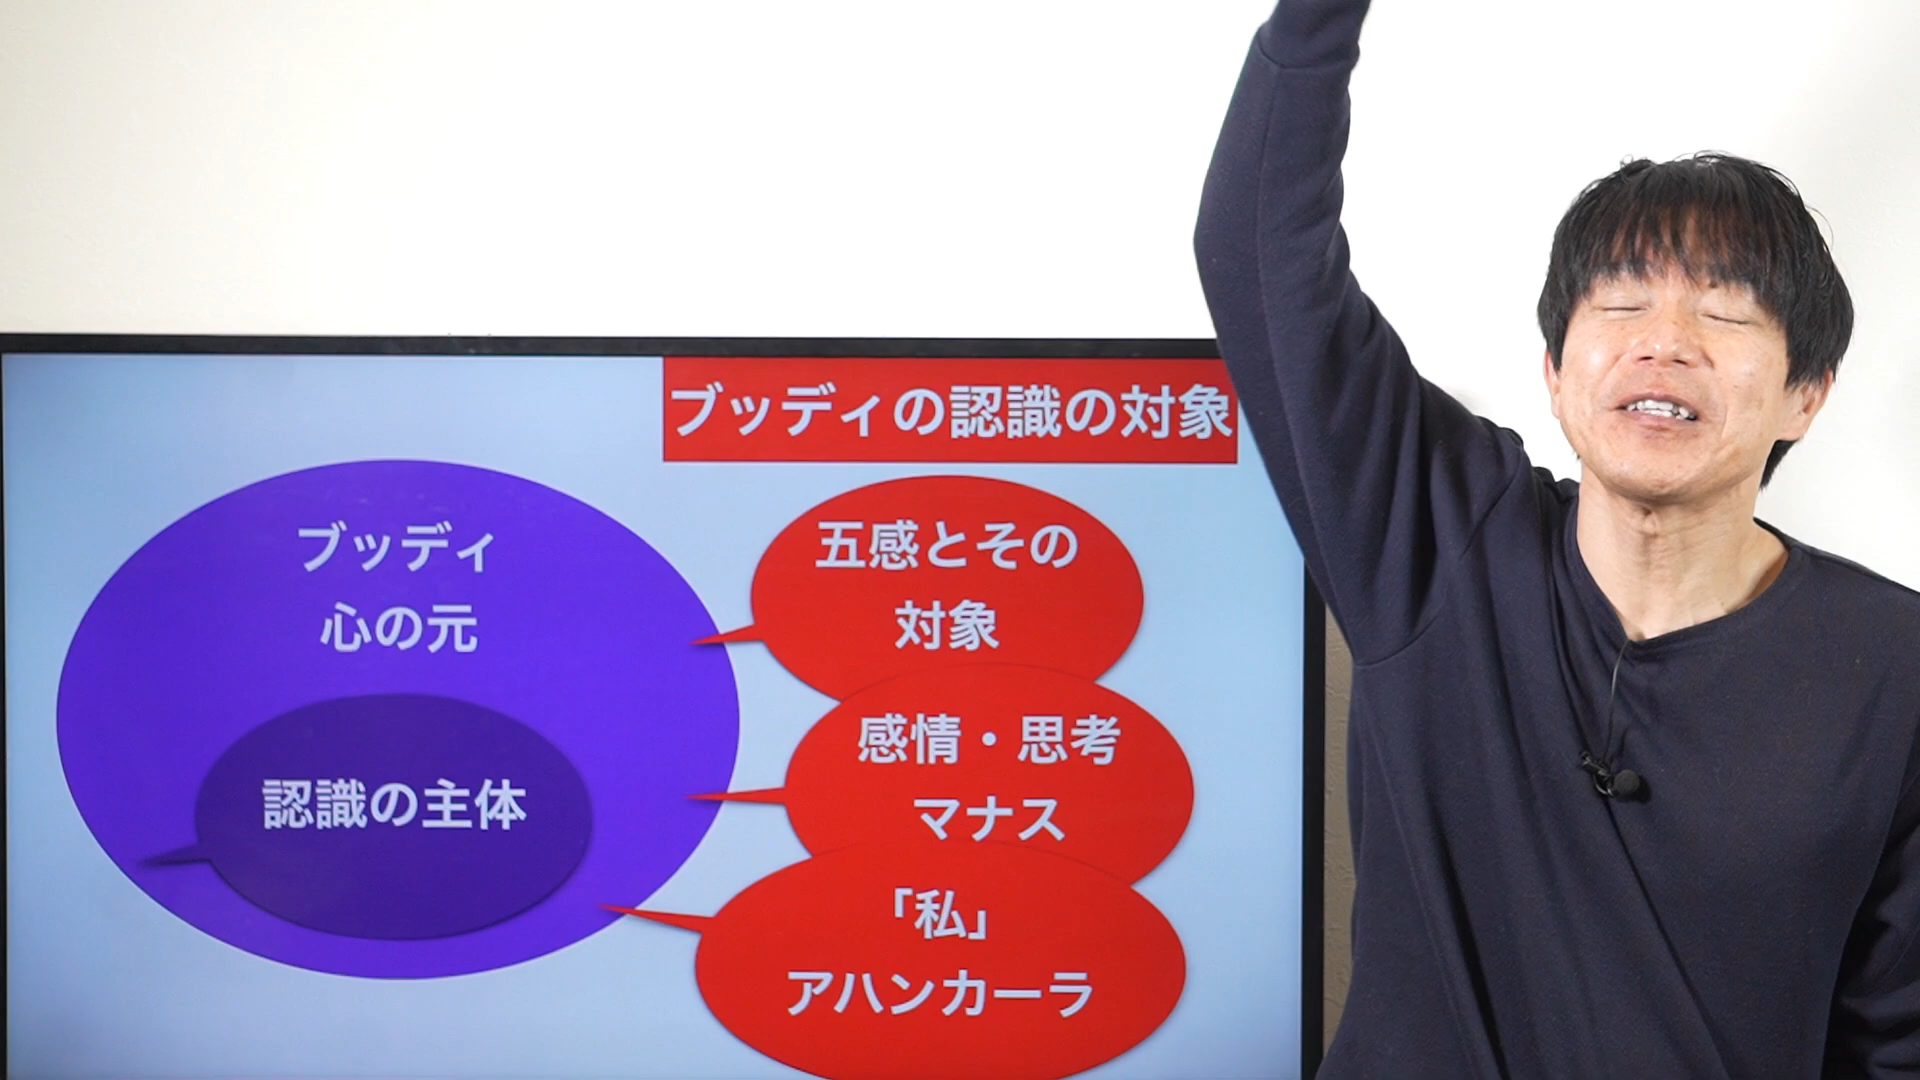 ブッディの認識の対象
ブッディ
心の元
認識の主体
五感とその
対象
感情・思考
マナス
「私」
アハンカーラ